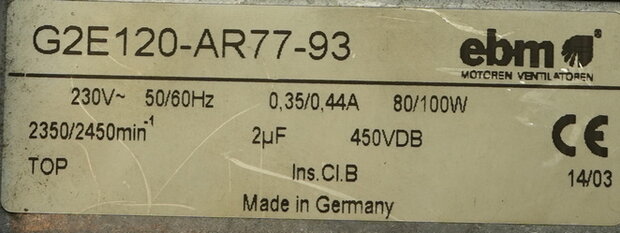 G2E120-AR77-93
ebm
MOTOREN VENTILATOREN
230V~ 50/60Hz 0,35/0,44A 80/100W
2350/2450min-1 2µF 450VDB
CE
TOP Ins.Cl.B 14/03
Made in Germany